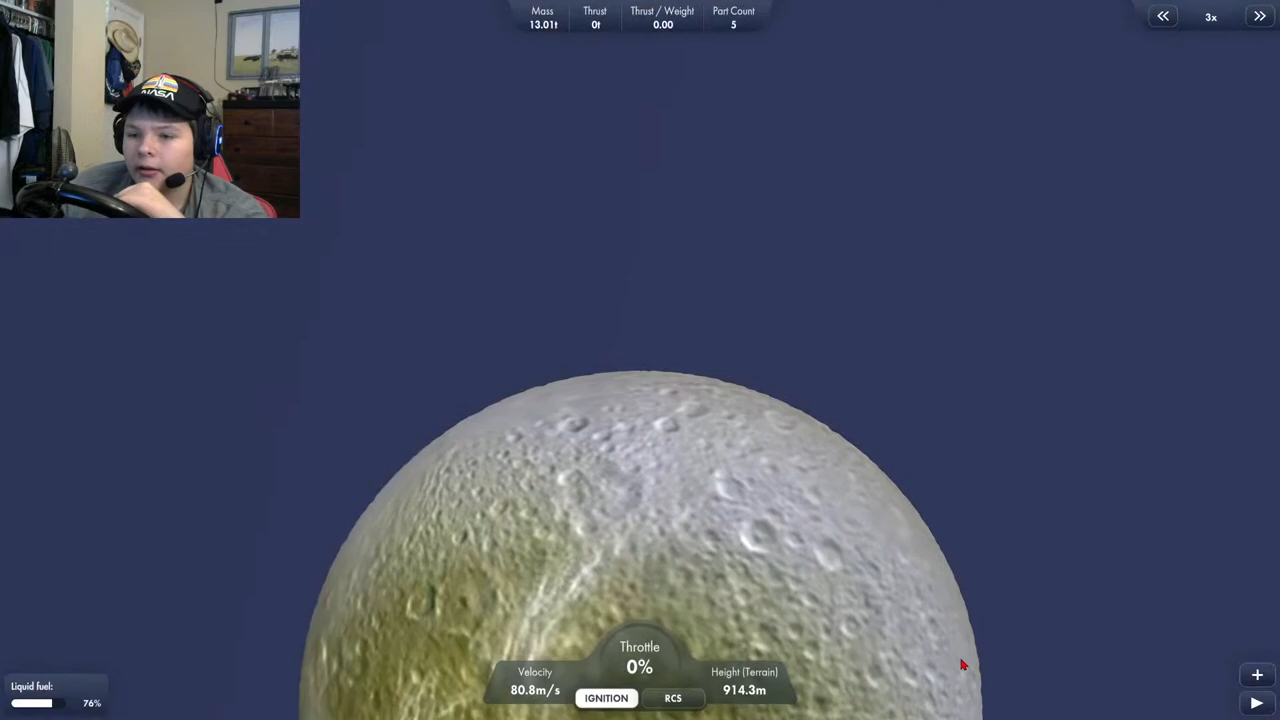 Mass
13.01t
Thrust
0t
Thrust / Weight
0.00
Part Count
5
3x
NASA
Throttle
0%
Velocity
80.8m/s
Height (Terrain)
914.3m
IGNITION
RCS
Liquid fuel:
76%